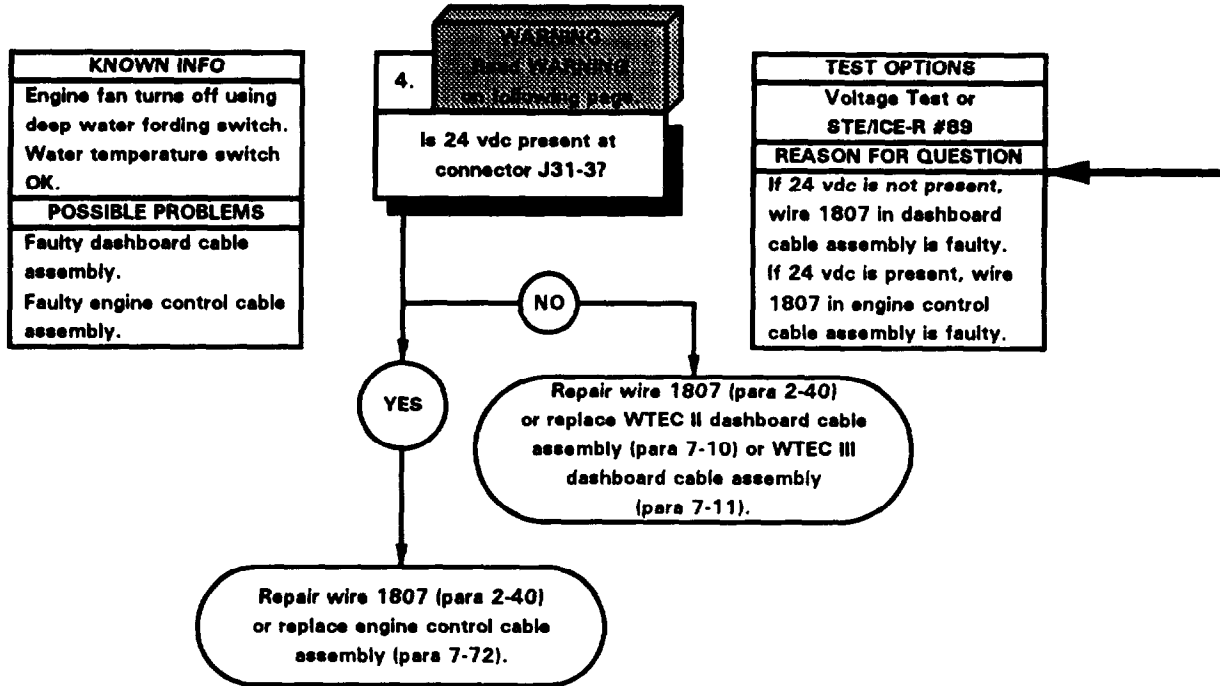 KNOWN INFO
Engine fan turns off using
deep water fording switch.
Water temperature switch
OK.
POSSIBLE PROBLEMS
Faulty dashboard cable
assembly.
Faulty engine control cable
assembly.
WARNING
Read WARNING
on following page.
4.
Is 24 vdc present at
connector J31-3?
TEST OPTIONS
Voltage Test or
STE/ICE-R #89
REASON FOR QUESTION
If 24 vdc is not present,
wire 1807 in dashboard
cable assembly is faulty.
If 24 vdc is present, wire
1807 in engine control
cable assembly is faulty.
NO
YES
Repair wire 1807 (para 2-40)
or replace WTEC II dashboard cable
assembly (para 7-10) or WTEC III
dashboard cable assembly
(para 7-11).
Repair wire 1807 (para 2-40)
or replace engine control cable
assembly (para 7-72).